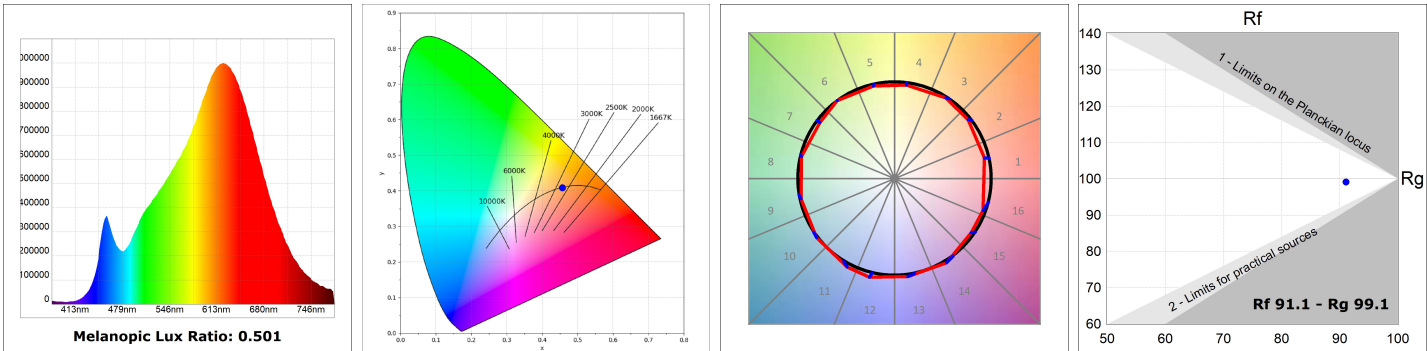 000000
900000
800000
700000
600000
500000
400000
300000
200000
100000
0
413nm 479nm 546nm 613nm 680nm 746nm
Melanopic Lux Ratio: 0.501
0.9
0.8
0.7
0.6
0.5
0.4
0.3
0.2
0.1
0.0
y
10000K
6000K
4000K
3000K
2500K
2000K
1667K
0.0 0.1 0.2 0.3 0.4 0.5 0.6 0.7 0.8
x
1
2
3
4
5
6
7
8
9
10
11
12
13
14
15
16
Rf
140
130
120
110
100
90
80
70
60
1 - Limits on the Planckian locus
Rg
2 - Limits for practical sources
Rf 91.1 - Rg 99.1
50 60 70 80 90 100